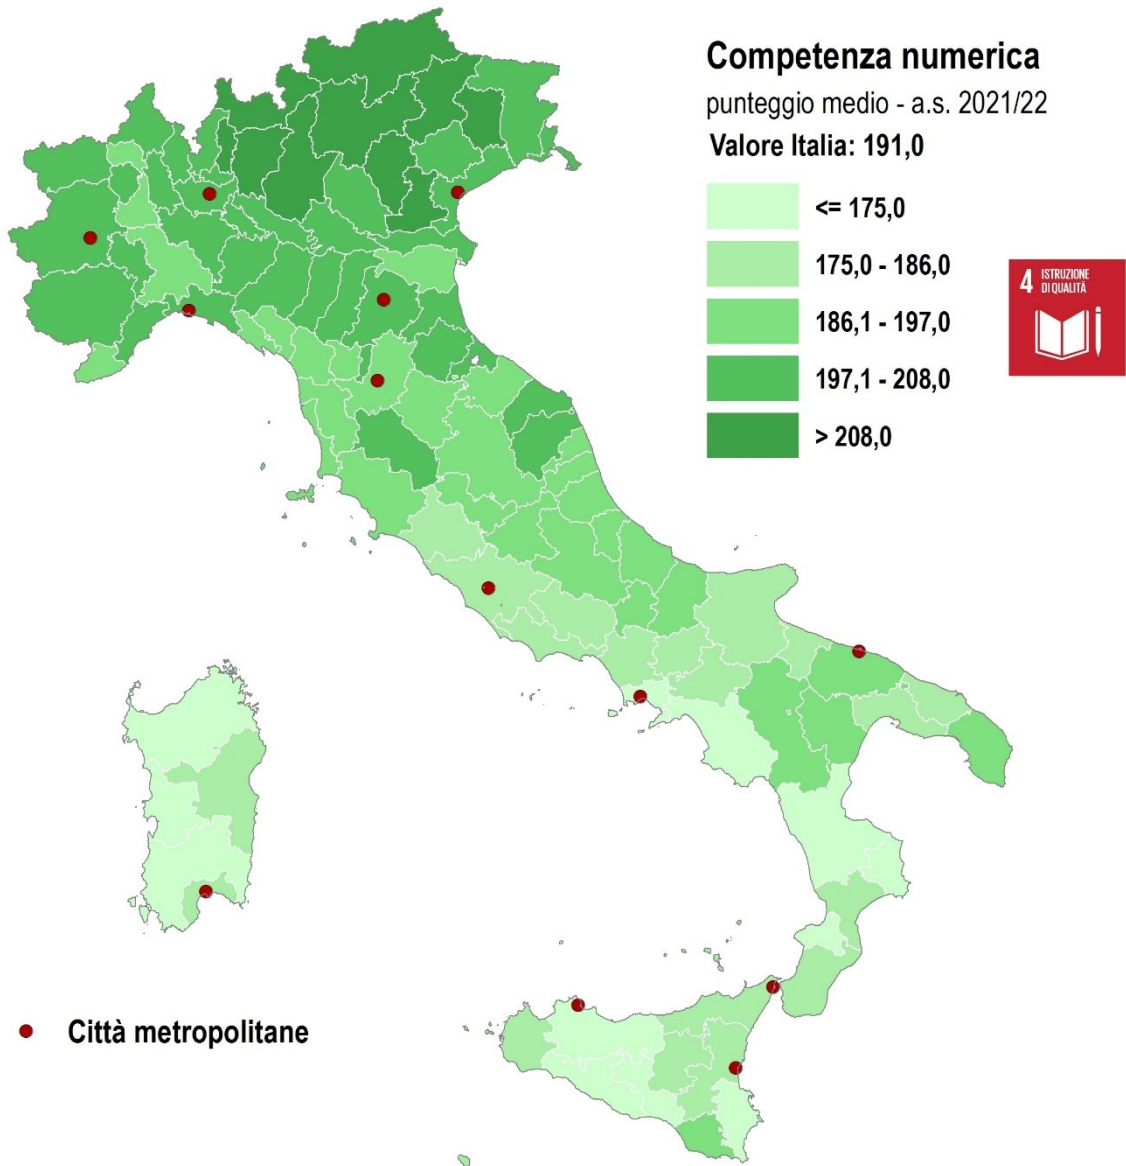 Competenza numerica
punteggio medio - a.s. 2021/22
Valore Italia: 191,0
<= 175,0
175,0 - 186,0
186,1 - 197,0
197,1 - 208,0
> 208,0
4 ISTRUZIONE
DI QUALITÀ
Città metropolitane